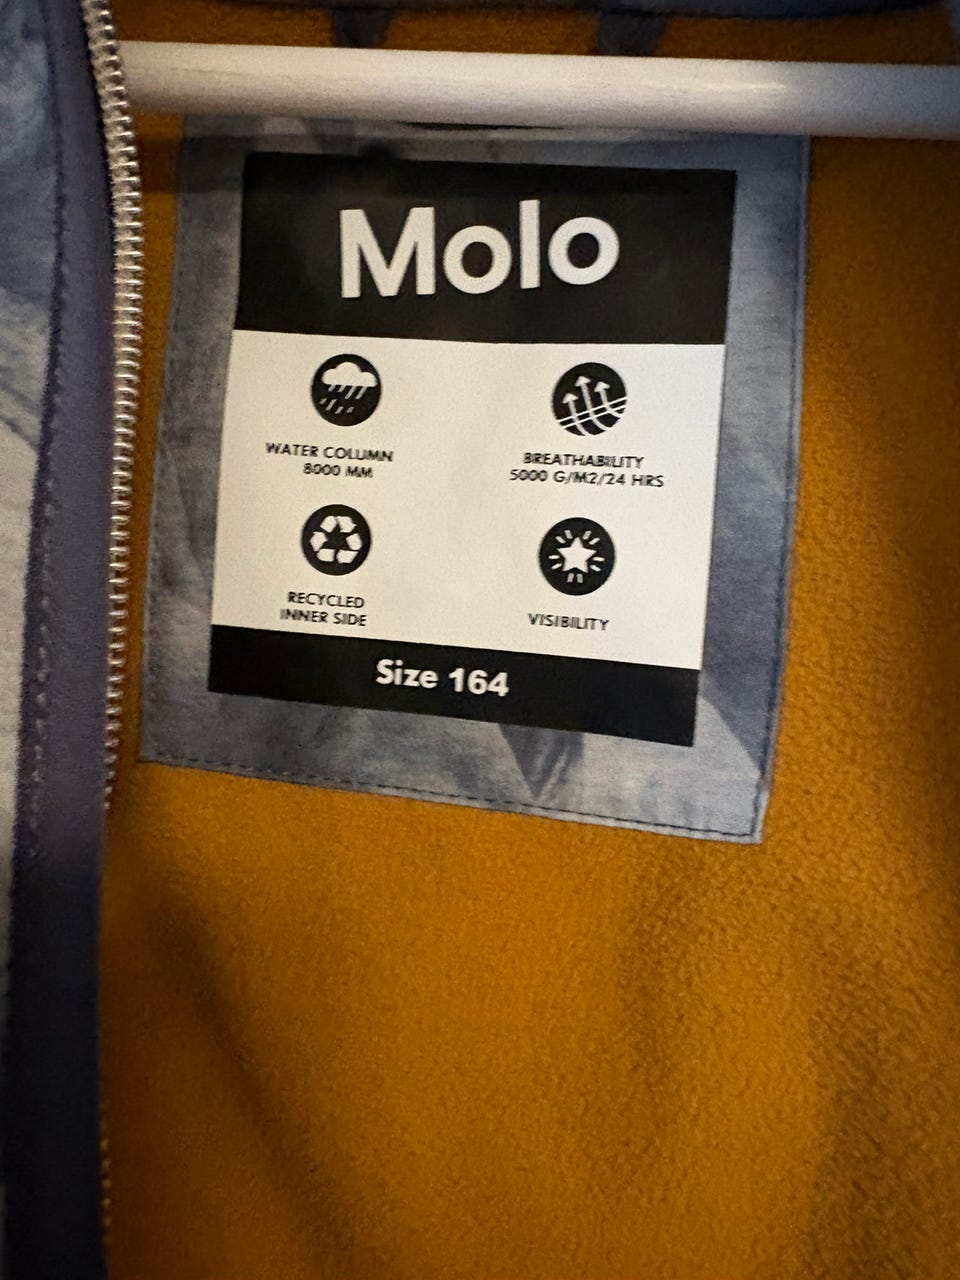 Molo
WATER COLUMN
8000 MM
BREATHABILITY
5000 G/M2/24 HRS
RECYCLED
INNER SIDE
VISIBILITY
Size 164